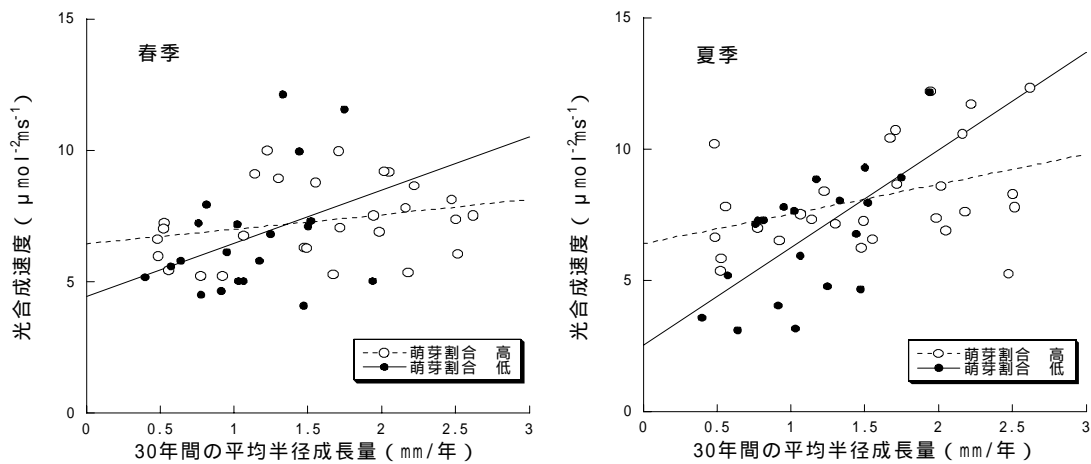 春季
光合成速度（μmol⁻²ms⁻¹）
15
10
5
0
0 0.5 1 1.5 2 2.5 3
30年間の平均半径成長量（mm/年）
萌芽割合 高
萌芽割合 低
夏季
光合成速度（μmol⁻²ms⁻¹）
15
10
5
0
0 0.5 1 1.5 2 2.5 3
30年間の平均半径成長量（mm/年）
萌芽割合 高
萌芽割合 低